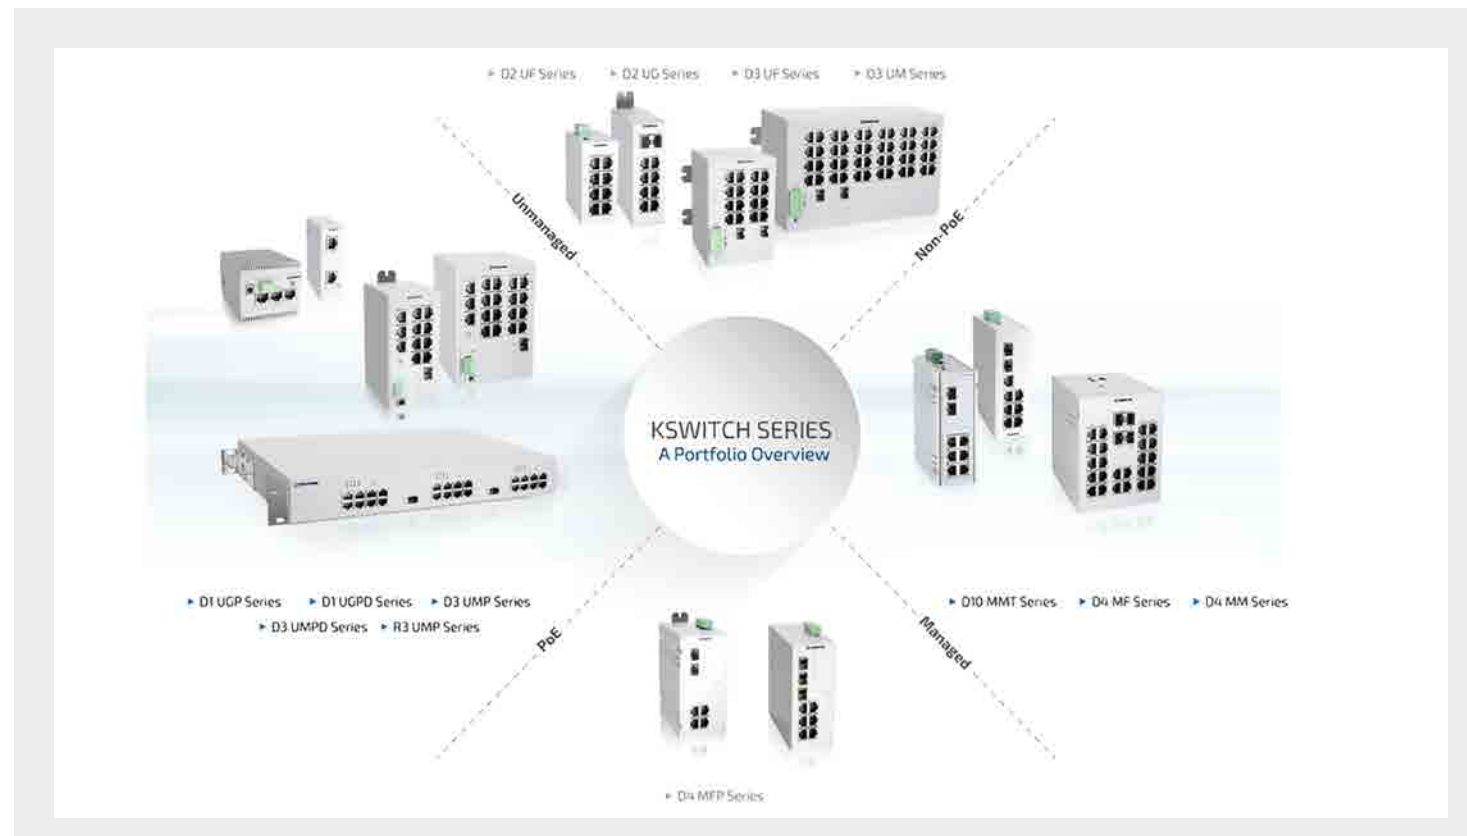 D2 UF Series
D2 UG Series
D3 UF Series
D3 UM Series
Unmanaged
Non-PoE
KSWITCH SERIES
A Portfolio Overview
D1 UGP Series
D1 UGPD Series
D3 UMP Series
D3 UMPD Series
R3 UMP Series
D10 MMT Series
D4 MF Series
D4 MM Series
PoE
Managed
D4 MFP Series